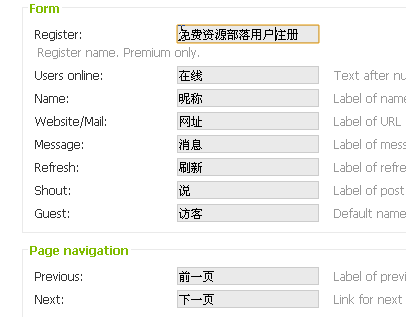 Form
Register: 免费资源部落用户注册
Register name. Premium only.
Users online: 在线 Text after nu
Name: 昵称 Label of name
Website/Mail: 网址 Label of URL
Message: 消息 Label of mess
Refresh: 刷新 Label of refre
Shout: 说 Label of post
Guest: 访客 Default name
Page navigation
Previous: 前一页 Label of previ
Next: 下一页 Link for next